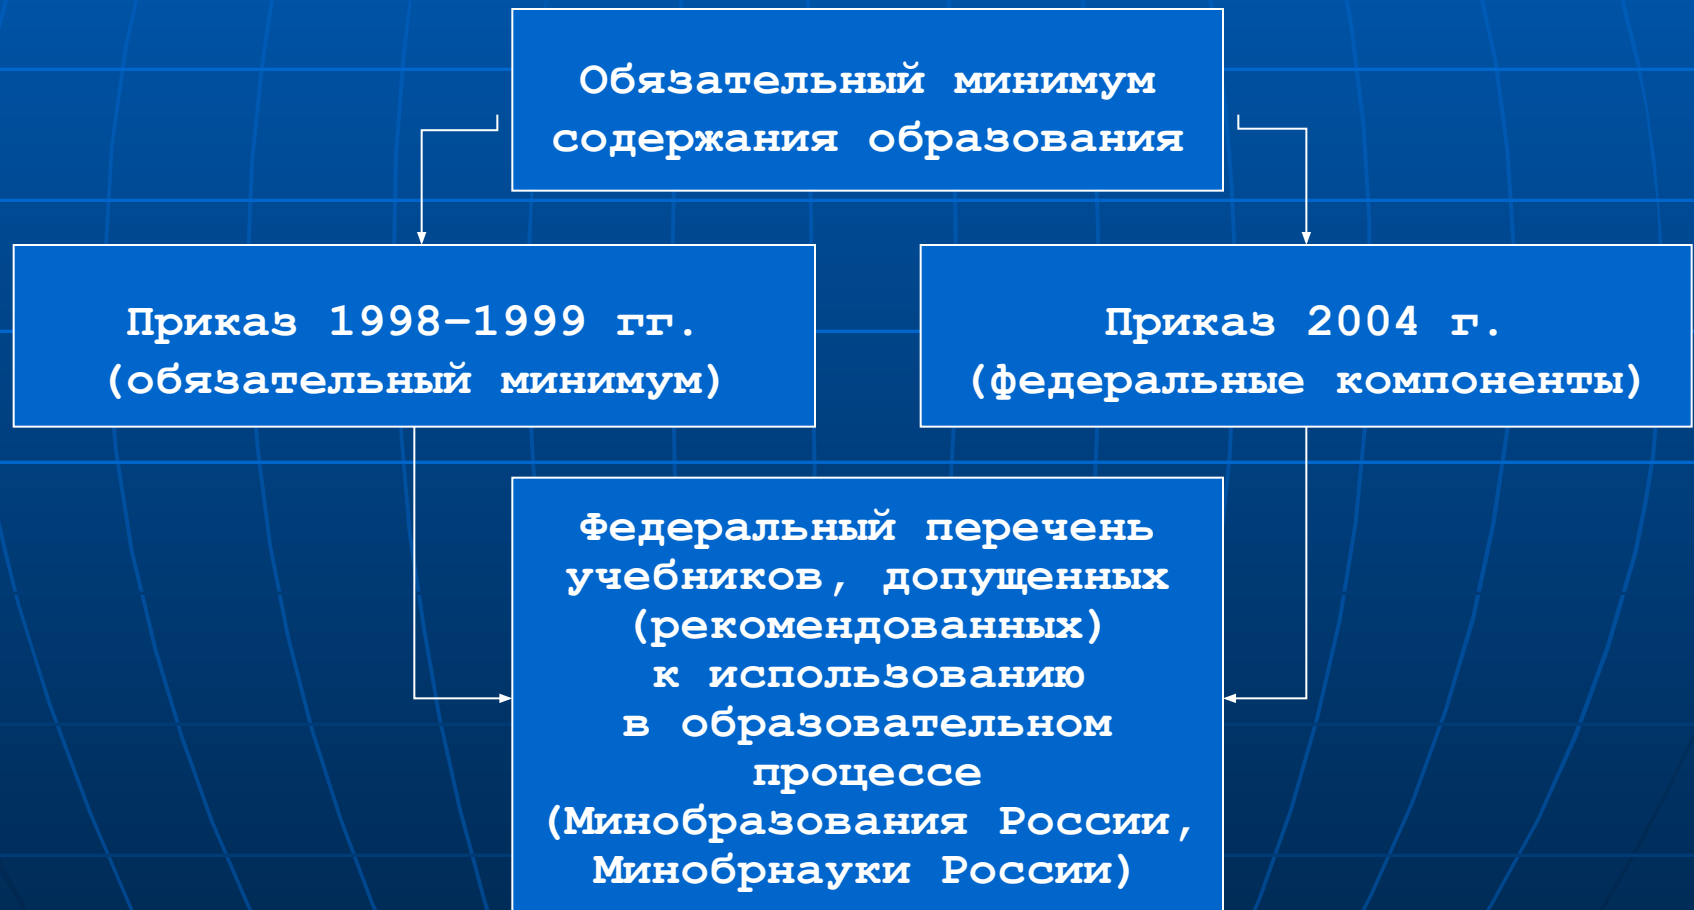 Обязательный минимум
содержания образования
Приказ 1998–1999 гг.
(обязательный минимум)
Приказ 2004 г.
(федеральные компоненты)
Федеральный перечень
учебников, допущенных
(рекомендованных)
к использованию
в образовательном
процессе
(Минобразования России,
Минобрнауки России)